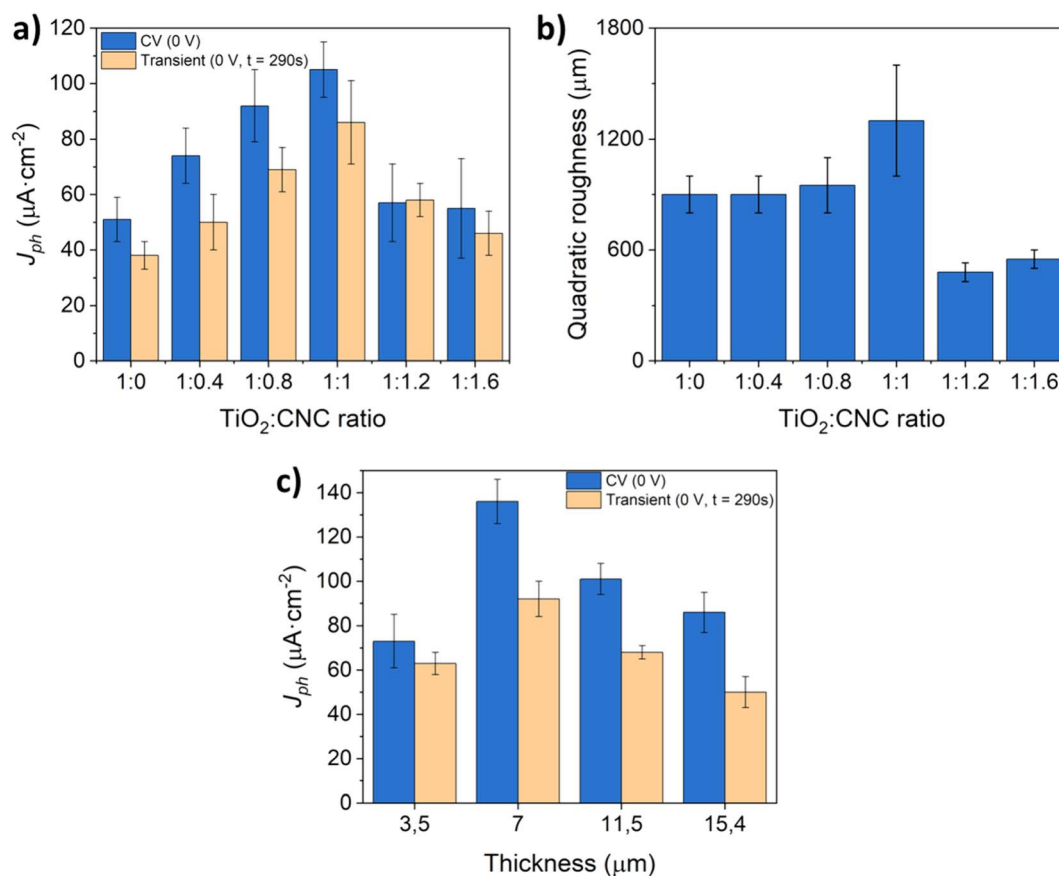 a)
CV (0 V)
Transient (0 V, t = 290s)
J_ph (μA·cm⁻²)
120
100
80
60
40
20
0
1:0 1:0.4 1:0.8 1:1 1:1.2 1:1.6
TiO₂:CNC ratio
b)
Quadratic roughness (μm)
1800
1200
600
0
1:0 1:0.4 1:0.8 1:1 1:1.2 1:1.6
TiO₂:CNC ratio
c)
CV (0 V)
Transient (0 V, t = 290s)
J_ph (μA·cm⁻²)
140
120
100
80
60
40
20
0
3,5 7 11,5 15,4
Thickness (μm)